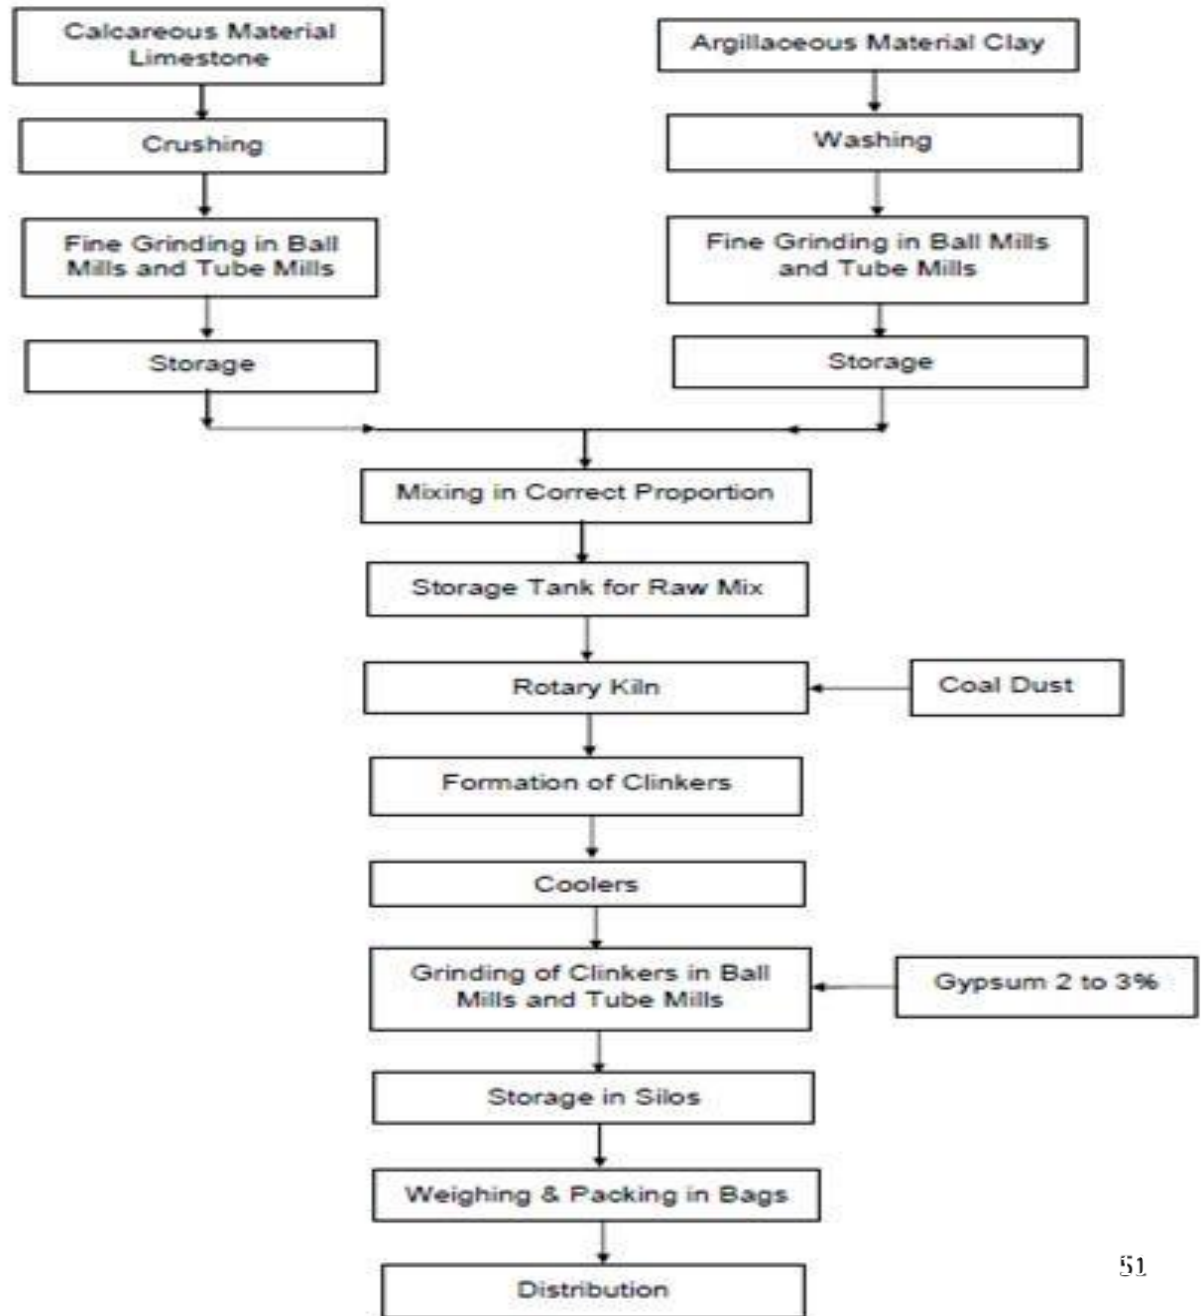 Calcareous Material
Limestone
Crushing
Fine Grinding in Ball
Mills and Tube Mills
Storage
Argillaceous Material Clay
Washing
Fine Grinding in Ball Mills
and Tube Mills
Storage
Mixing in Correct Proportion
Storage Tank for Raw Mix
Rotary Kiln
Coal Dust
Formation of Clinkers
Coolers
Grinding of Clinkers in Ball
Mills and Tube Mills
Gypsum 2 to 3%
Storage in Silos
Weighing & Packing in Bags
Distribution
51